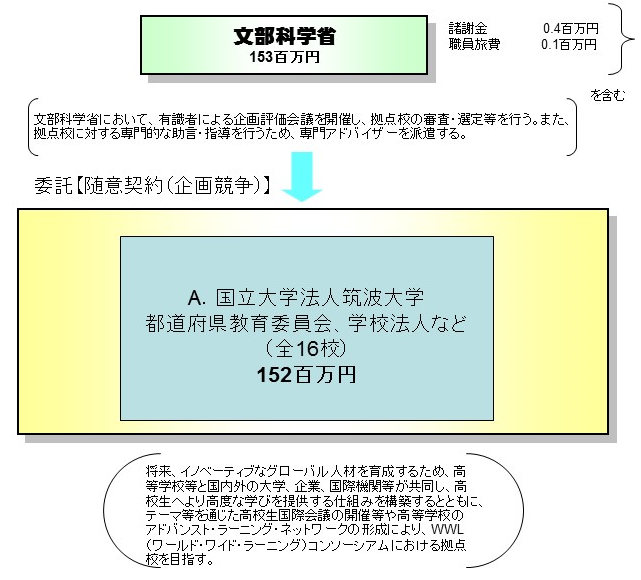 文部科学省
153百万円
諸謝金 0.4百万円
職員旅費 0.1百万円
を含む
文部科学省において、有識者による企画評価会議を開催し、拠点校の審査・選定等を行う。また、
拠点校に対する専門的な助言・指導を行うため、専門アドバイザーを派遣する。
委託【随意契約（企画競争）】
A．国立大学法人筑波大学
都道府県教育委員会、学校法人など
（全16校）
152百万円
将来、イノベーティブなグローバル人材を育成するため、高
等学校等と国内外の大学、企業、国際機関等が共同し、高
校生へより高度な学びを提供する仕組みを構築するとともに、
テーマ等を通じた高校生国際会議の開催等や高等学校の
アドバンスト・ラーニング・ネットワークの形成により、WWL
（ワールド・ワイド・ラーニング）コンソーシアムにおける拠点
校を目指す。